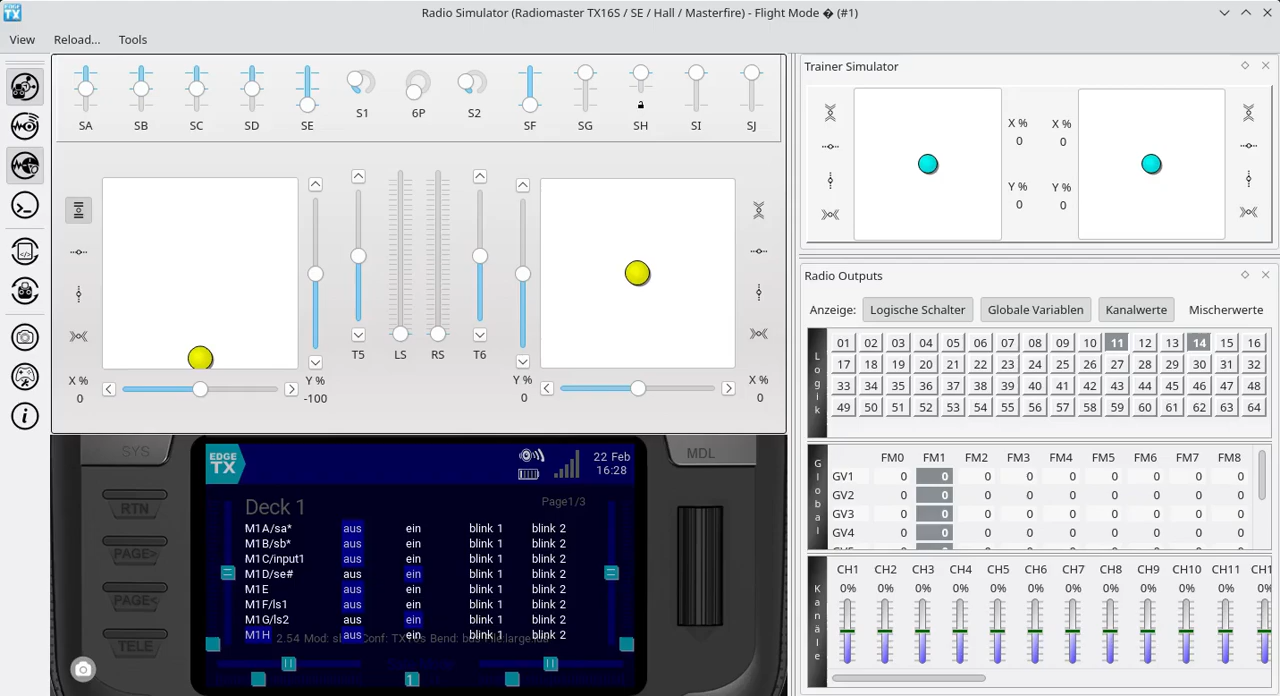 Radio Simulator (Radiomaster TX16S / SE / Hall / Masterfire) - Flight Mode � (#1)
View Reload... Tools
SA SB SC SD SE S1 6P S2 SF SG SH SI SJ
T5 LS RS T6
X %
0
Y %
-100
Y %
0
X %
0
SYS
RTN
PAGE>
PAGE<
TELE
MDL
EDGE
TX
22 Feb
16:28
Deck 1
Page1/3
M1A/sa* aus ein blink 1 blink 2
M1B/sb* aus ein blink 1 blink 2
M1C/input1 aus ein blink 1 blink 2
M1D/se# aus ein blink 1 blink 2
M1E aus ein blink 1 blink 2
M1F/ls1 aus ein blink 1 blink 2
M1G/ls2 aus ein blink 1 blink 2
M1H aus ein blink 1 blink 2
1
Trainer Simulator
X % X %
0 0
Y % Y %
0 0
Radio Outputs
Anzeige: Logische Schalter Globale Variablen Kanalwerte Mischerwerte
Logik
01 02 03 04 05 06 07 08 09 10 11 12 13 14 15 16
17 18 19 20 21 22 23 24 25 26 27 28 29 30 31 32
33 34 35 36 37 38 39 40 41 42 43 44 45 46 47 48
49 50 51 52 53 54 55 56 57 58 59 60 61 62 63 64
Global
FM0 FM1 FM2 FM3 FM4 FM5 FM6 FM7 FM8
GV1 0 0 0 0 0 0 0 0 0
GV2 0 0 0 0 0 0 0 0 0
GV3 0 0 0 0 0 0 0 0 0
GV4 0 0 0 0 0 0 0 0 0
Kanäle
CH1 CH2 CH3 CH4 CH5 CH6 CH7 CH8 CH9 CH10 CH11 CH1
0% 0% 0% 0% 0% 0% 0% 0% 0% 0% 0%